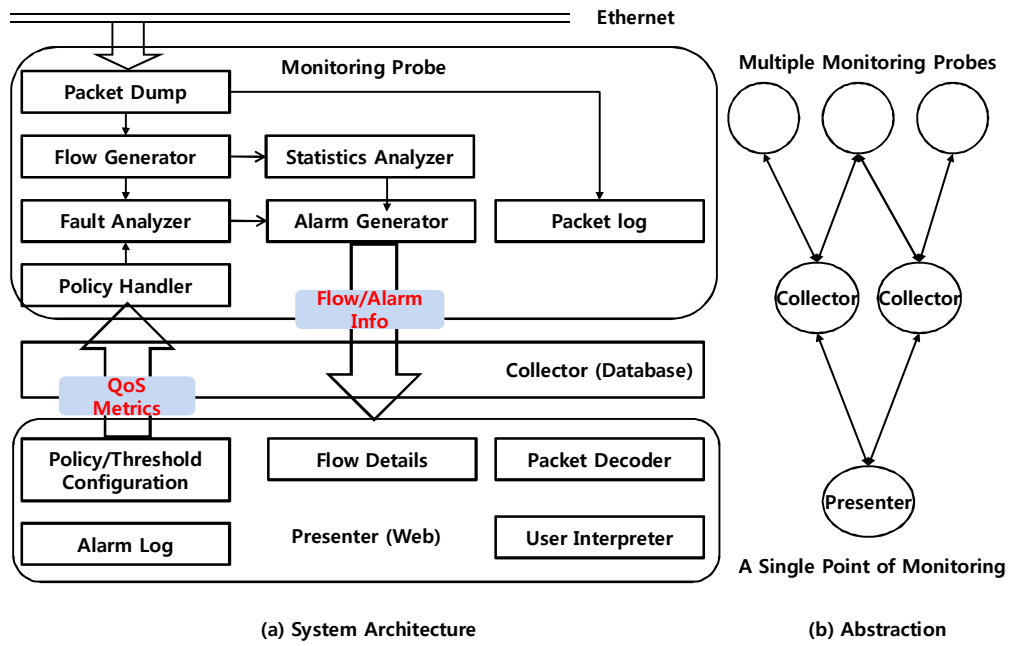 Ethernet
Monitoring Probe
Packet Dump
Flow Generator
Statistics Analyzer
Fault Analyzer
Alarm Generator
Packet log
Policy Handler
Flow/Alarm
Info
Collector (Database)
QoS
Metrics
Policy/Threshold
Configuration
Flow Details
Packet Decoder
Alarm Log
Presenter (Web)
User Interpreter
(a) System Architecture
Multiple Monitoring Probes
Collector
Collector
Presenter
A Single Point of Monitoring
(b) Abstraction